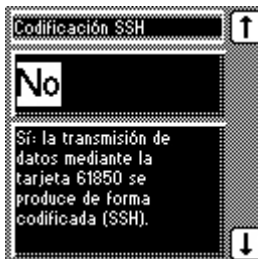 Codificación SSH
No
Sí: la transmisión de
datos mediante la
tarjeta 61850 se
produce de forma
codificada (SSH).